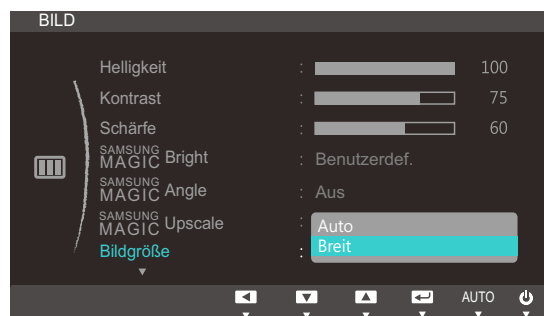 BILD
Helligkeit : 100
Kontrast : 75
Schärfe : 60
SAMSUNG MAGIC Bright : Benutzerdef.
SAMSUNG MAGIC Angle : Aus
SAMSUNG MAGIC Upscale :
Auto
Bildgröße : Breit
AUTO